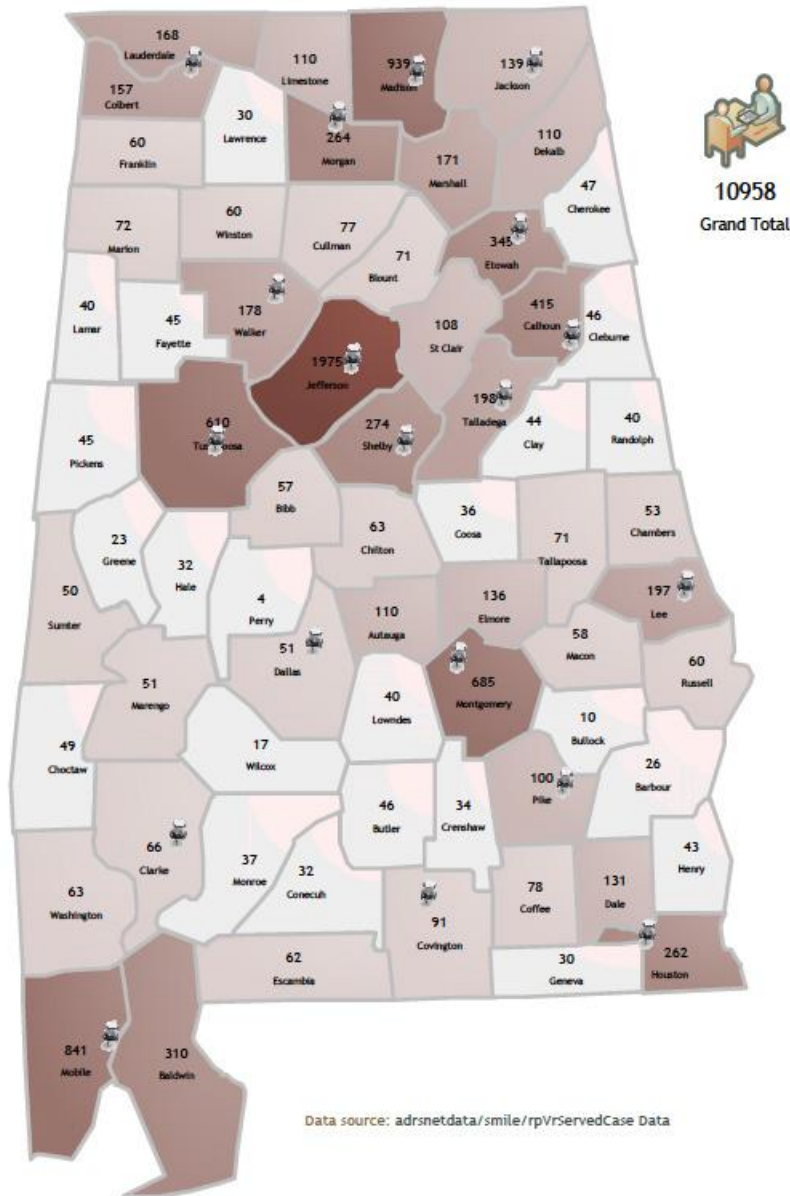 168
Lauderdale
110
Limestone
939
Madison
139
Jackson
157
Colbert
30
Lawrence
264
Morgan
110
Dekalb
60
Franklin
171
Marshall
47
Cherokee
10958
Grand Total
72
Marion
60
Winston
77
Cullman
71
Blount
345
Etowah
40
Lamar
45
Fayette
178
Walker
108
St Clair
415
Calhoun
46
Cleburne
1975
Jefferson
198
Talladega
610
274
Shelby
44
Clay
40
Randolph
45
Pickens
57
Bibb
63
Chilton
36
Coosa
71
Tallapoosa
53
Chambers
23
Greene
32
Hale
50
Sumter
4
Perry
110
Autauga
136
Elmore
197
Lee
51
Marengo
51
Dallas
58
Macon
60
Russell
49
Choctaw
17
Wilcox
40
Lowndes
685
Montgomery
10
Bullock
26
Barbour
66
Clarke
37
Monroe
32
Conecuh
46
Butler
34
Crenshaw
100
Pike
43
Henry
63
Washington
62
Escambia
91
Covington
78
Coffee
131
Dale
30
Geneva
262
Houston
841
Mobile
310
Baldwin
Data source: adrsnetdata/smile/rpVrServedCase Data